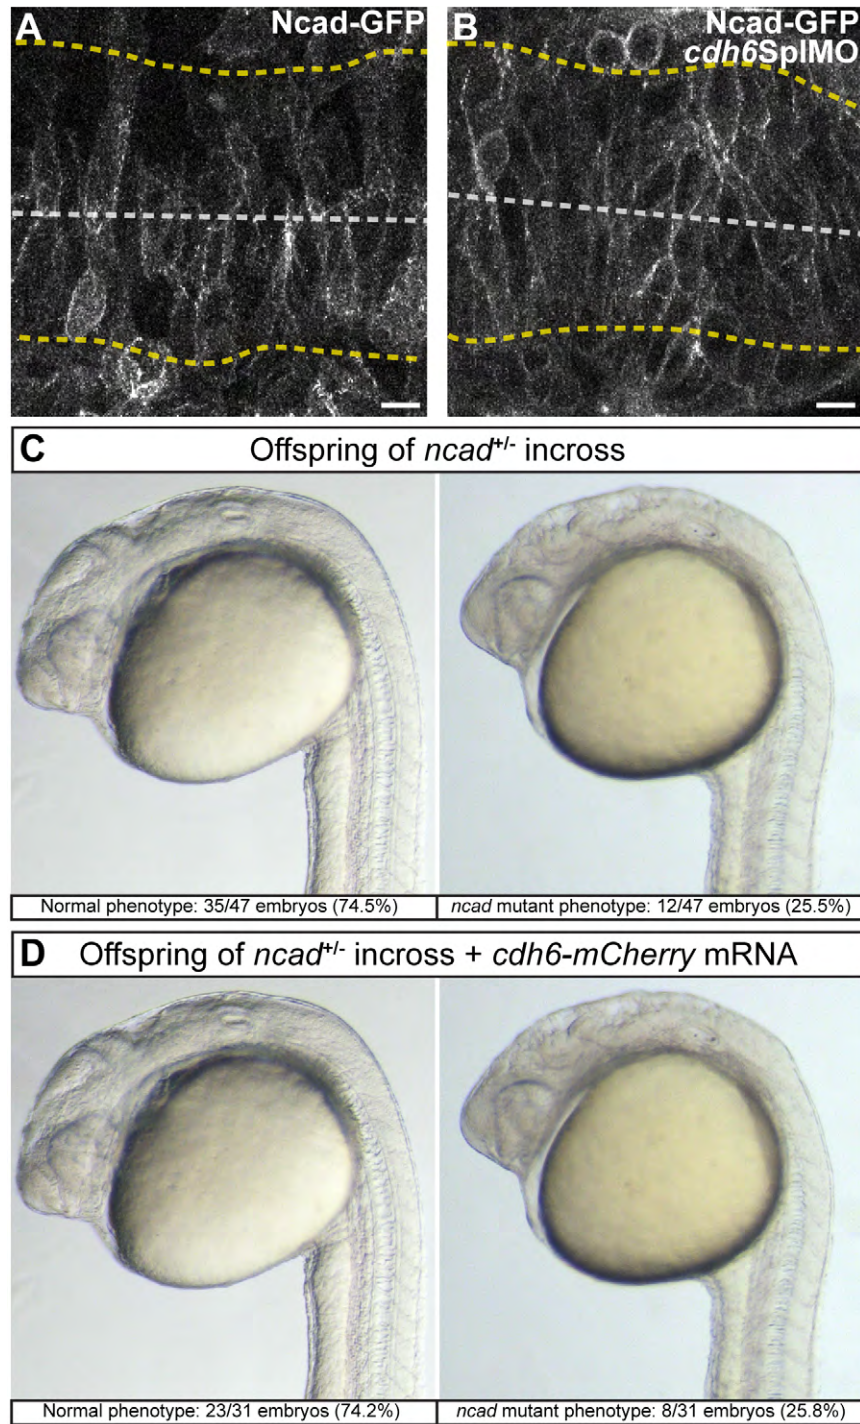 A
Ncad-GFP
B
Ncad-GFP
cdh6SplMO
C
Offspring of ncad+/- incross
Normal phenotype: 35/47 embryos (74.5%)
ncad mutant phenotype: 12/47 embryos (25.5%)
D
Offspring of ncad+/- incross + cdh6-mCherry mRNA
Normal phenotype: 23/31 embryos (74.2%)
ncad mutant phenotype: 8/31 embryos (25.8%)